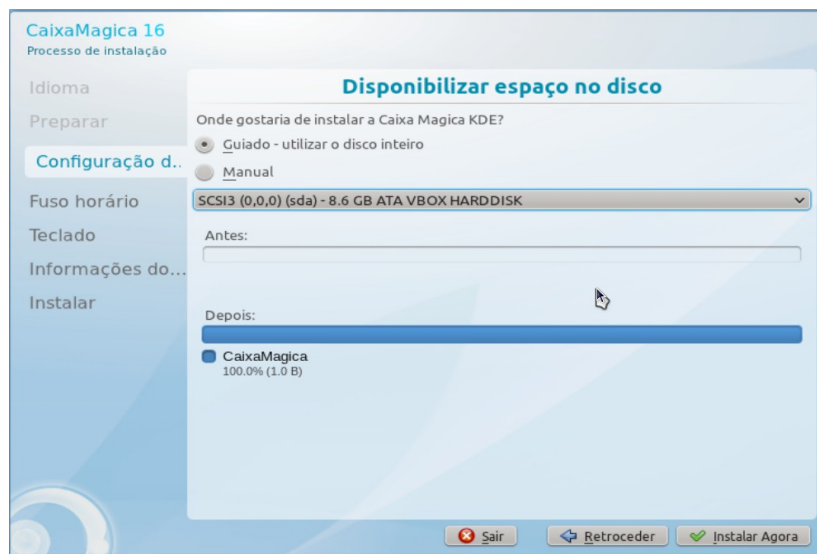 CaixaMagica 16
Processo de instalação
Idioma
Preparar
Configuração d..
Fuso horário
Teclado
Informações do...
Instalar
Disponibilizar espaço no disco
Onde gostaria de instalar a Caixa Magica KDE?
Guiado - utilizar o disco inteiro
Manual
SCSI3 (0,0,0) (sda) - 8.6 GB ATA VBOX HARDDISK
Antes:
Depois:
CaixaMagica
100.0% (1.0 B)
Sair
Retroceder
Instalar Agora